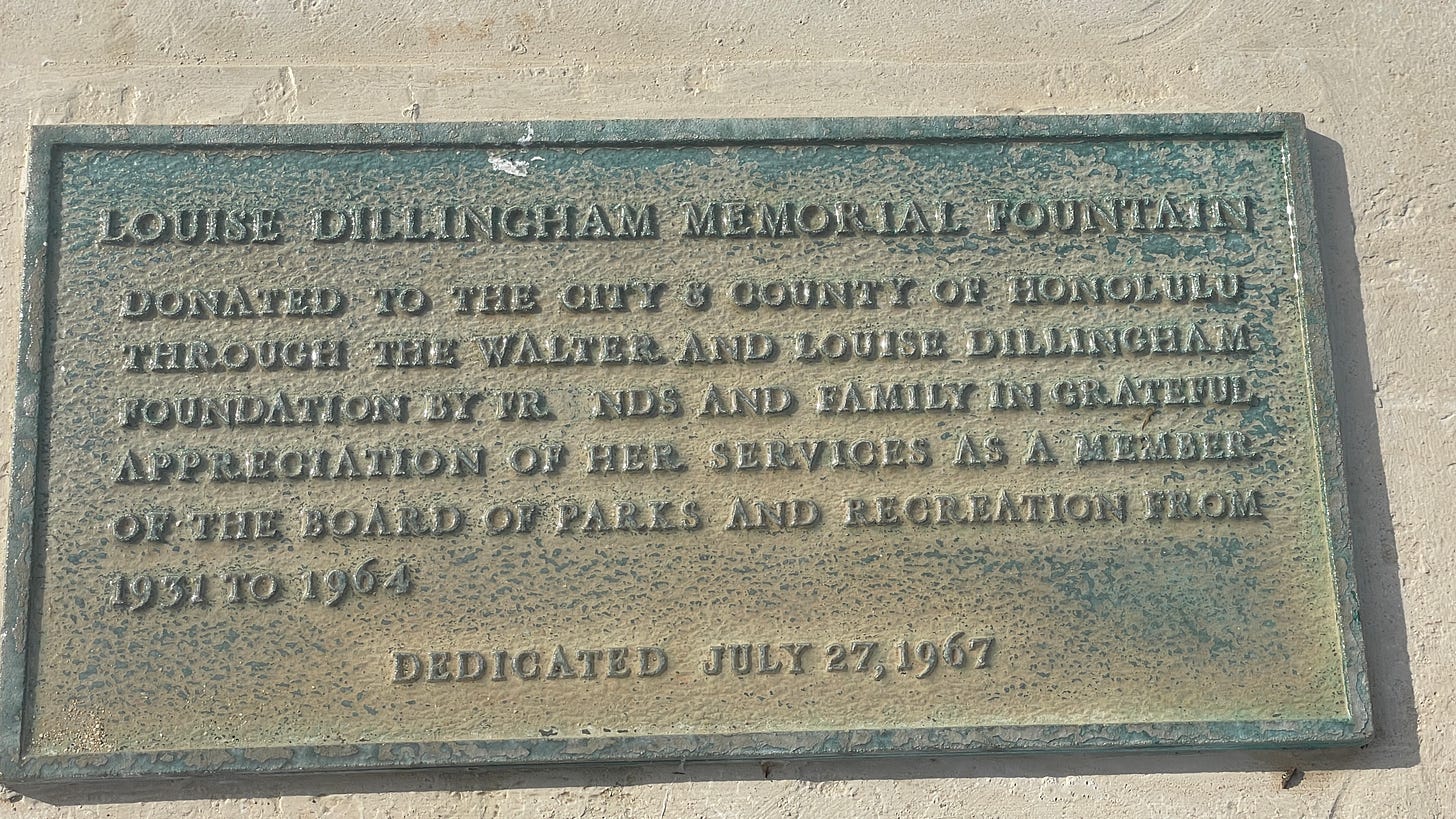 LOUISE DILLINGHAM MEMORIAL FOUNTAIN
DONATED TO THE CITY & COUNTY OF HONOLULU
THROUGH THE WALTER AND LOUISE DILLINGHAM
FOUNDATION BY FR NDS AND FAMILY IN GRATEFUL
APPRECIATION OF HER SERVICES AS A MEMBER
OF THE BOARD OF PARKS AND RECREATION FROM
1931 TO 1964
DEDICATED JULY 27, 1967